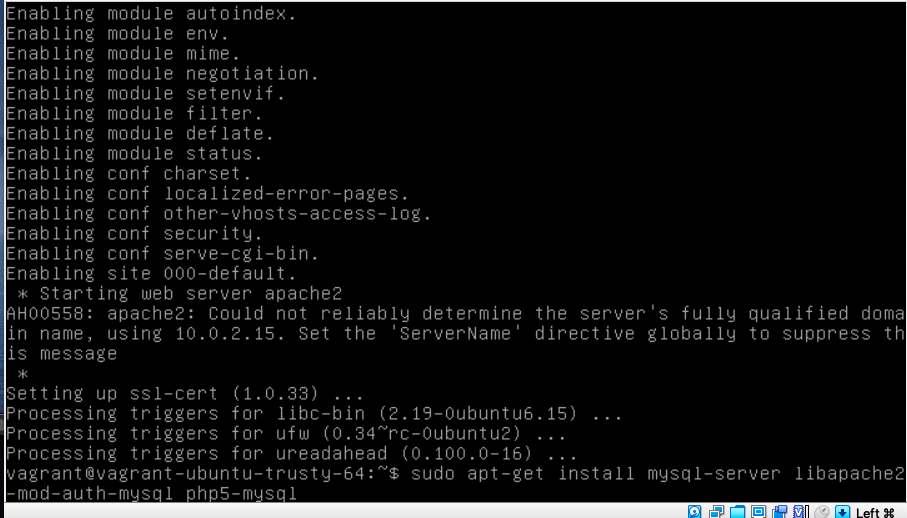 Enabling module autoindex.
Enabling module env.
Enabling module mime.
Enabling module negotiation.
Enabling module setenvif.
Enabling module filter.
Enabling module deflate.
Enabling module status.
Enabling conf charset.
Enabling conf localized-error-pages.
Enabling conf other-vhosts-access-log.
Enabling conf security.
Enabling conf serve-cgi-bin.
Enabling site 000-default.
 * Starting web server apache2
AH00558: apache2: Could not reliably determine the server's fully qualified doma
in name, using 10.0.2.15. Set the 'ServerName' directive globally to suppress th
is message
 *
Setting up ssl-cert (1.0.33) ...
Processing triggers for libc-bin (2.19-0ubuntu6.15) ...
Processing triggers for ufw (0.34~rc-0ubuntu2) ...
Processing triggers for ureadahead (0.100.0-16) ...
vagrant@vagrant-ubuntu-trusty-64:~$ sudo apt-get install mysql-server libapache2
-mod-auth-mysql php5-mysql
Left ⌘